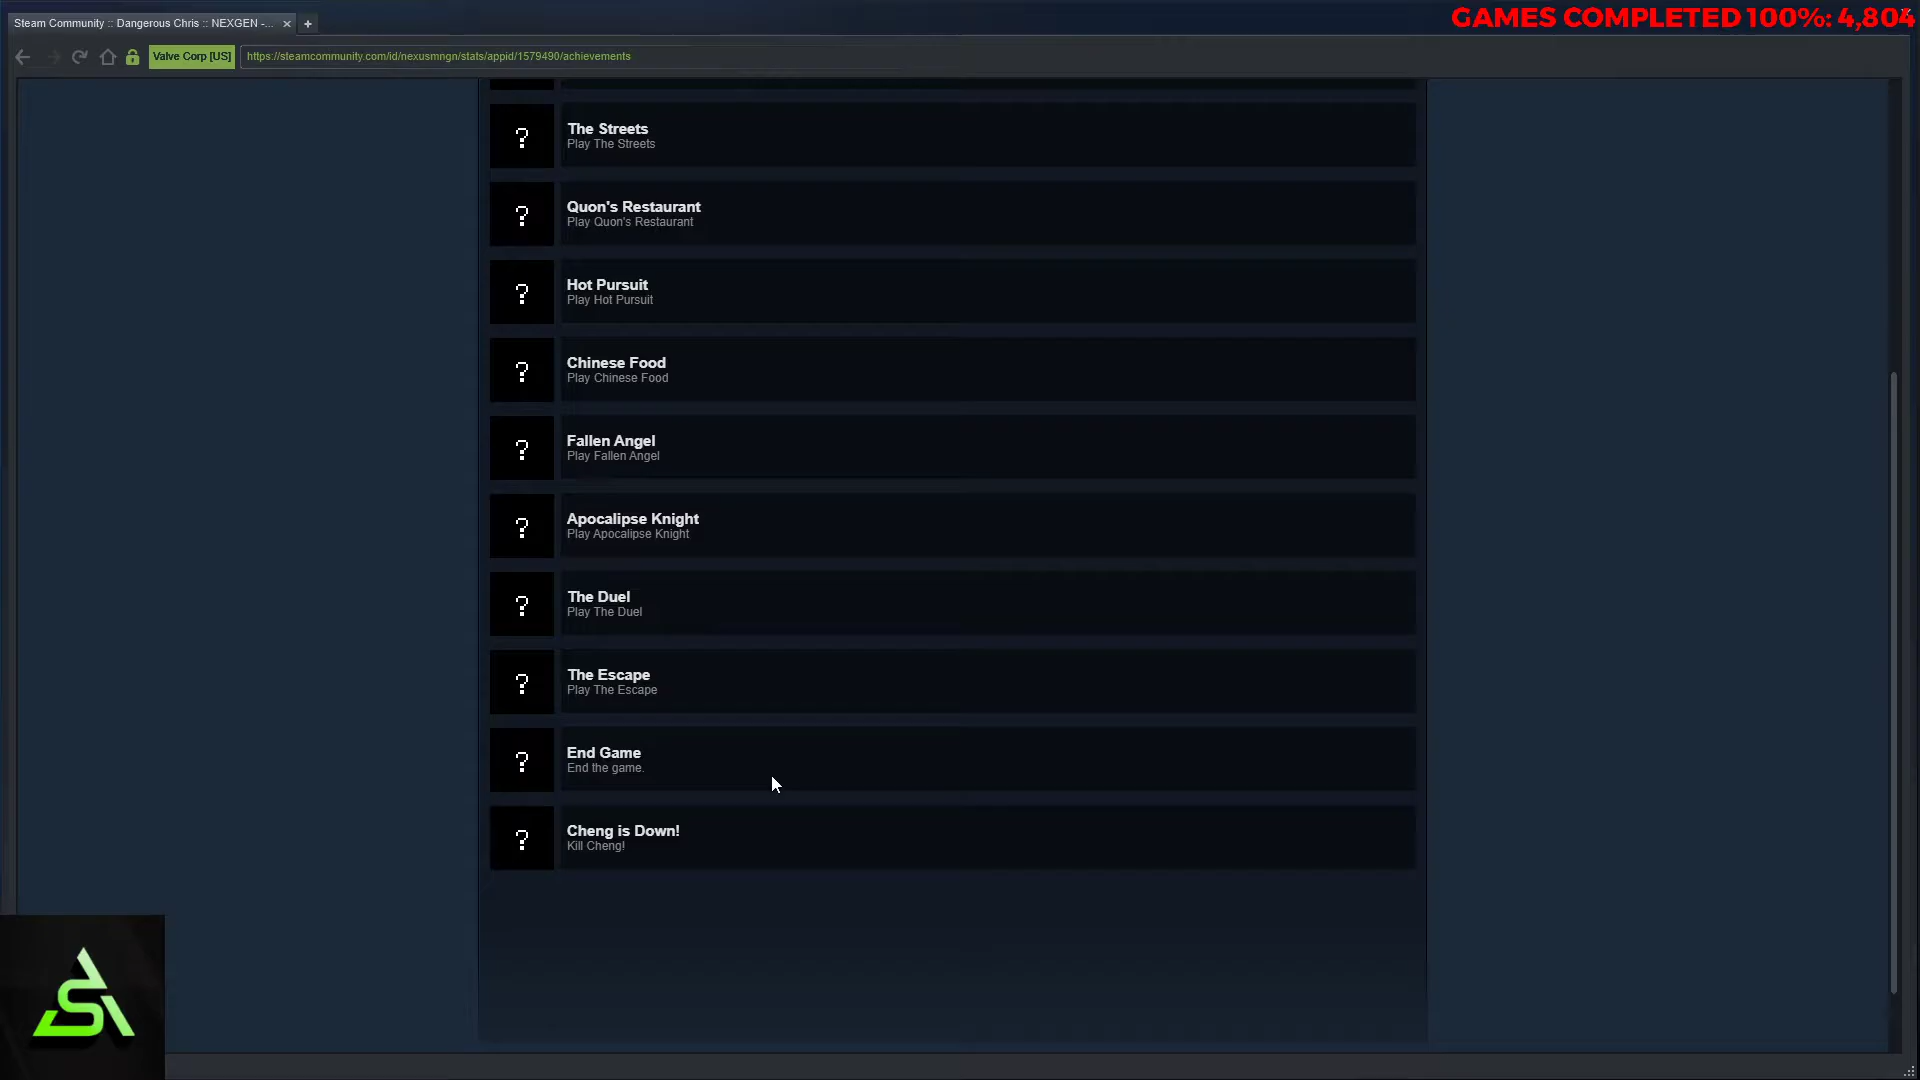 Steam Community :: Dangerous Chris :: NEXGEN -...
GAMES COMPLETED 100%: 4,804
Valve Corp [US]
https://steamcommunity.com/id/nexusmngn/stats/appid/1579490/achievements
?
The Streets
Play The Streets
?
Quon's Restaurant
Play Quon's Restaurant
?
Hot Pursuit
Play Hot Pursuit
?
Chinese Food
Play Chinese Food
?
Fallen Angel
Play Fallen Angel
?
Apocalipse Knight
Play Apocalipse Knight
?
The Duel
Play The Duel
?
The Escape
Play The Escape
?
End Game
End the game.
?
Cheng is Down!
Kill Cheng!